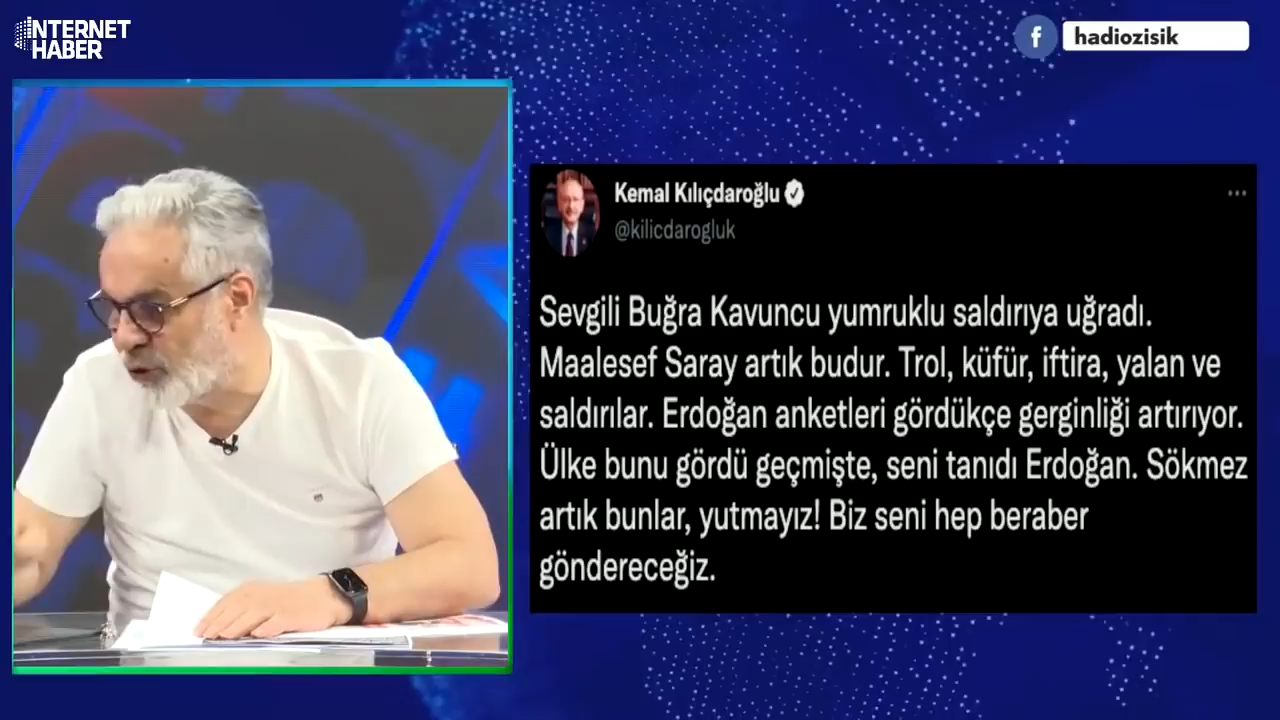 İNTERNET
HABER
f
hadiozisik
Kemal Kılıçdaroğlu
@kilicdarogluk
Sevgili Buğra Kavuncu yumruklu saldırıya uğradı.
Maalesef Saray artık budur. Trol, küfür, iftira, yalan ve
saldırılar. Erdoğan anketleri gördükçe gerginliği artırıyor.
Ülke bunu gördü geçmişte, seni tanıdı Erdoğan. Sökmez
artık bunlar, yutmayız! Biz seni hep beraber
göndereceğiz.